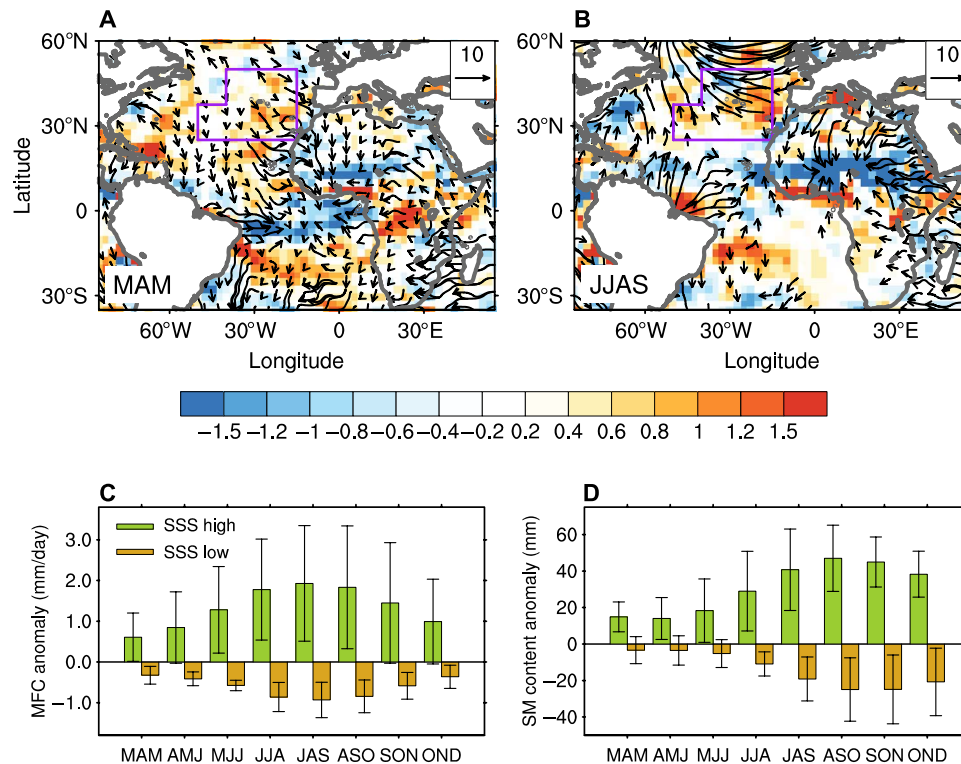 A
B
60°N
30°N
0
30°S
Latitude
10
MAM
60°W
30°W
0
30°E
Longitude
60°N
30°N
0
30°S
10
JJAS
60°W
30°W
0
30°E
Longitude
−1.5 −1.2 −1 −0.8 −0.6 −0.4 −0.2 0.2 0.4 0.6 0.8 1 1.2 1.5
C
SSS high
SSS low
MFC anomaly (mm/day)
3.0
2.0
1.0
0.0
−1.0
MAM AMJ MJJ JJA JAS ASO SON OND
D
SM content anomaly (mm)
60
40
20
0
−20
−40
MAM AMJ MJJ JJA JAS ASO SON OND